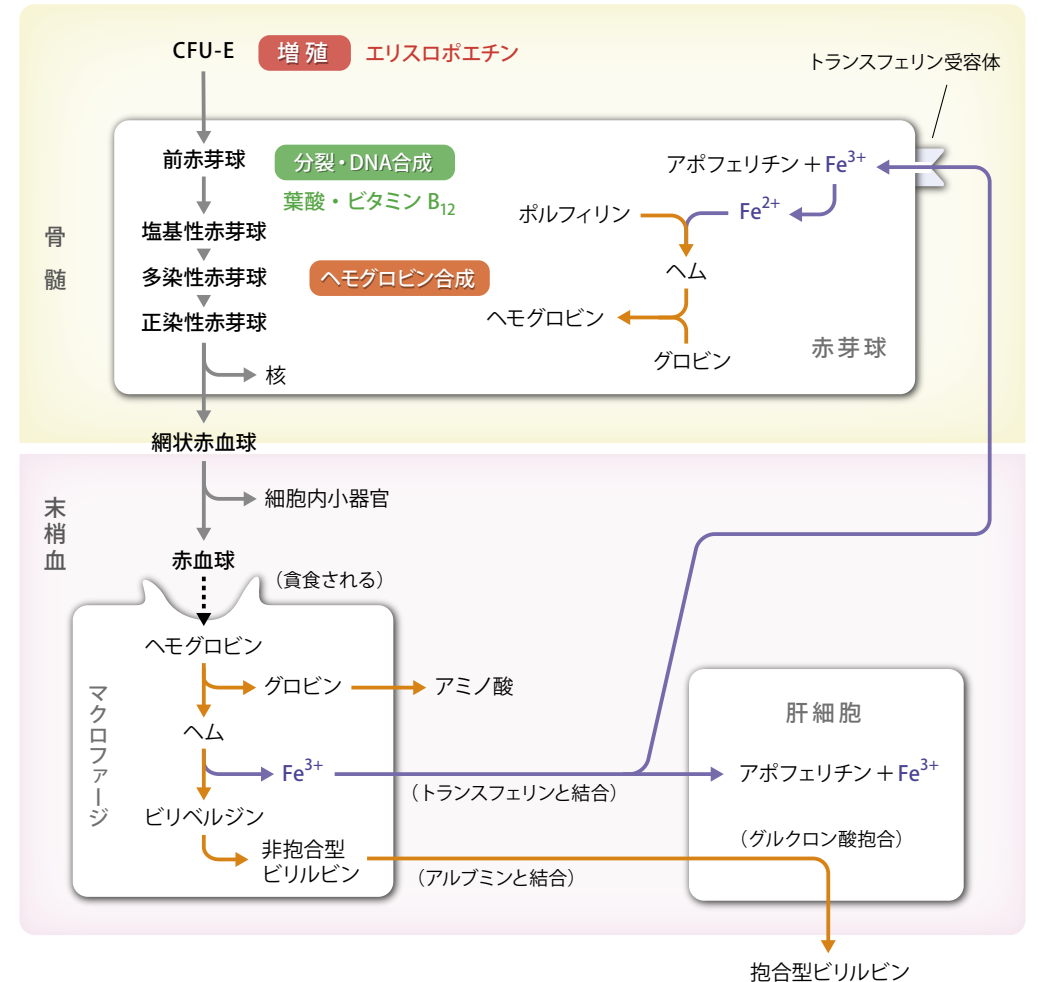 CFU-E 増殖 エリスロポエチン
トランスフェリン受容体
骨髄
前赤芽球 分裂・DNA合成
葉酸・ビタミン B12
アポフェリチン＋Fe3+
Fe2+
ポルフィリン
塩基性赤芽球
多染性赤芽球 ヘモグロビン合成
ヘム
正染性赤芽球
ヘモグロビン
グロビン
赤芽球
核
網状赤血球
末梢血
細胞内小器官
赤血球
（貪食される）
マクロファージ
ヘモグロビン
グロビン アミノ酸
ヘム
Fe3+
（トランスフェリンと結合）
ビリベルジン
非抱合型
ビリルビン
（アルブミンと結合）
肝細胞
アポフェリチン＋Fe3+
（グルクロン酸抱合）
抱合型ビリルビン